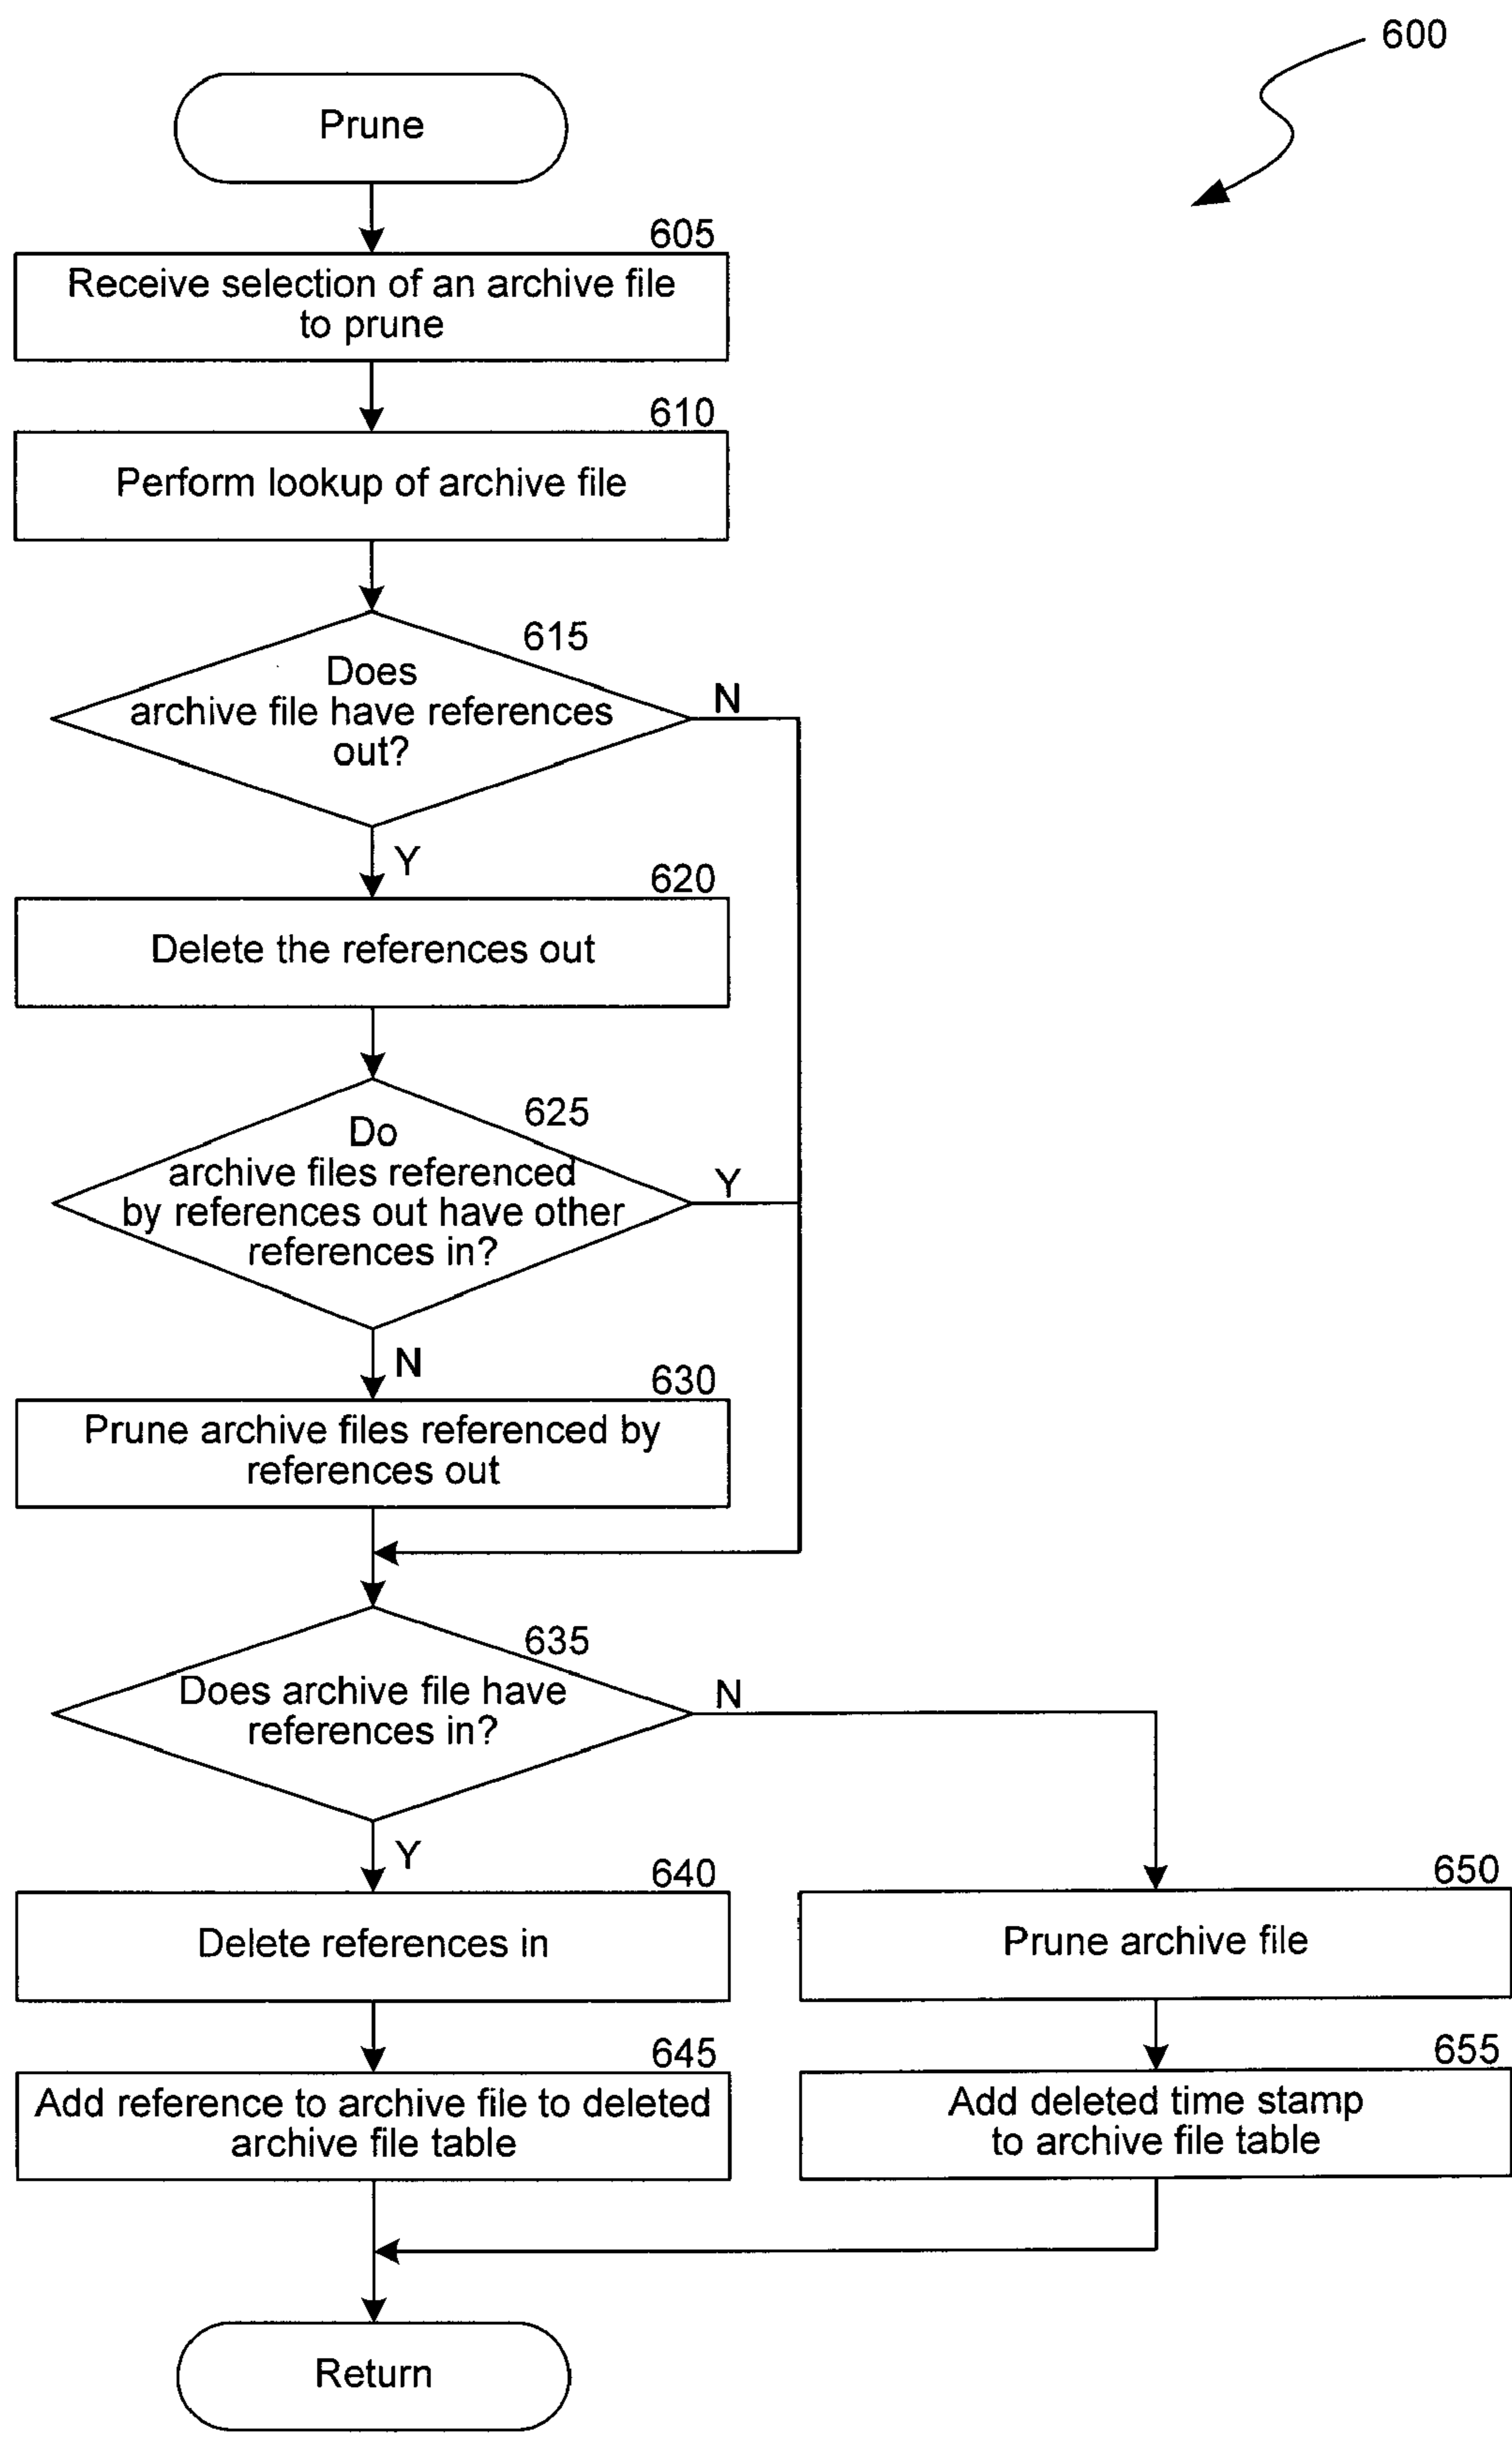 600
Prune
605
Receive selection of an archive file
to prune
610
Perform lookup of archive file
615
Does
archive file have references
out?
N
Y
620
Delete the references out
625
Do
archive files referenced
by references out have other
references in?
Y
N
630
Prune archive files referenced by
references out
635
Does archive file have
references in?
N
Y
640
Delete references in
650
Prune archive file
645
Add reference to archive file to deleted
archive file table
655
Add deleted time stamp
to archive file table
Return